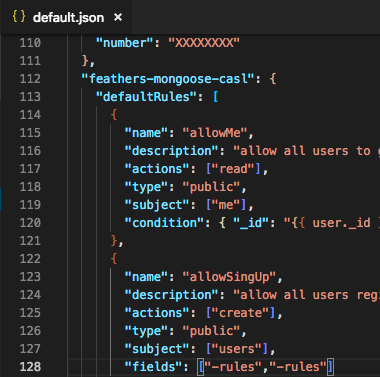 {} default.json ×
110 "number": "XXXXXXXX"
111 },
112 "feathers-mongoose-casl": {
113 "defaultRules": [
114 {
115 "name": "allowMe",
116 "description": "allow all users to
117 "actions": ["read"],
118 "type": "public",
119 "subject": ["me"],
120 "condition": { "_id": "{{ user._id }
121 },
122 {
123 "name": "allowSingUp",
124 "description": "allow all users regi
125 "actions": ["create"],
126 "type": "public",
127 "subject": ["users"],
128 "fields": ["-rules","-rules"]